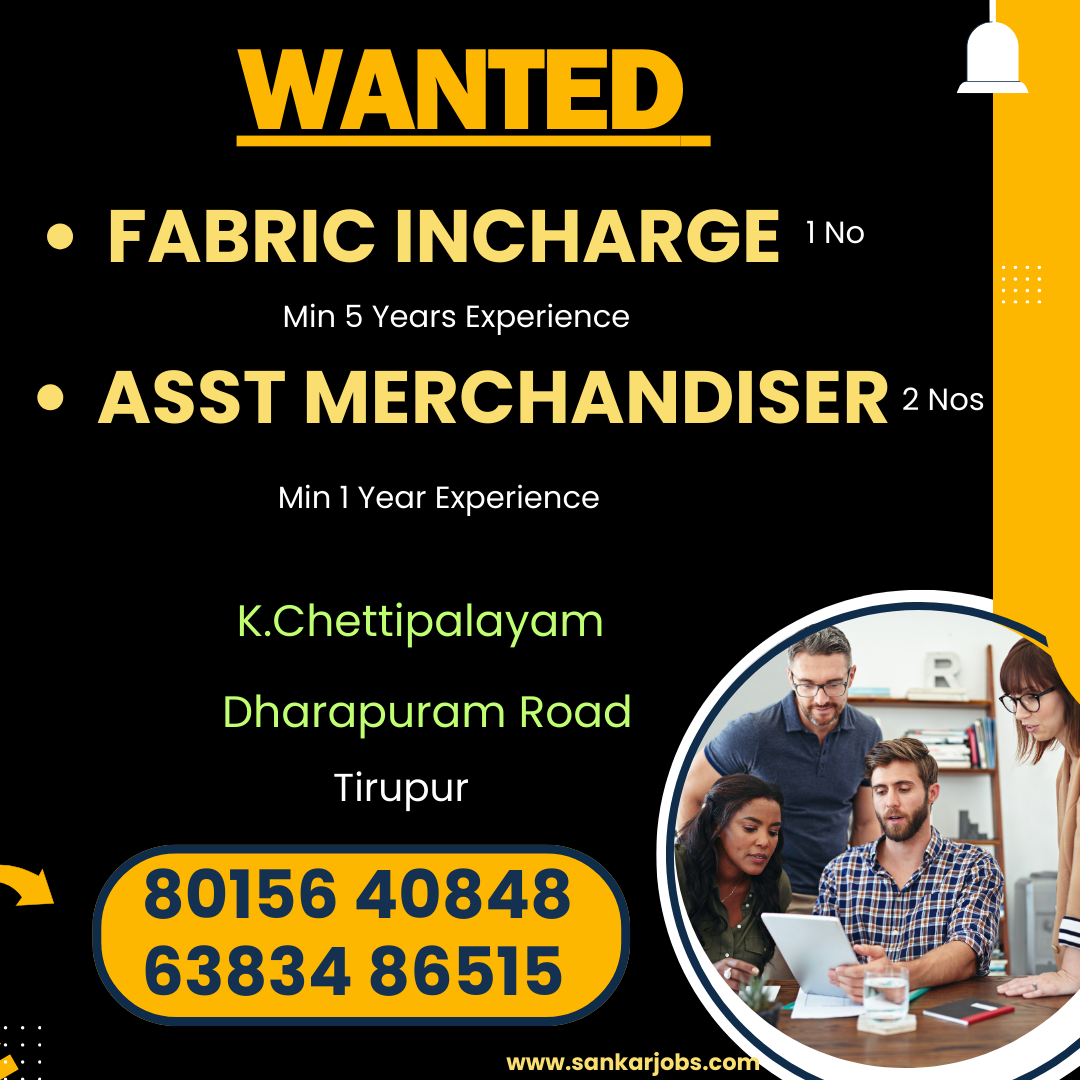 WANTED
• FABRIC INCHARGE 1 No
Min 5 Years Experience
• ASST MERCHANDISER 2 Nos
Min 1 Year Experience
K.Chettipalayam
Dharapuram Road
Tirupur
R
80156 40848
63834 86515
www.sankarjobs.com